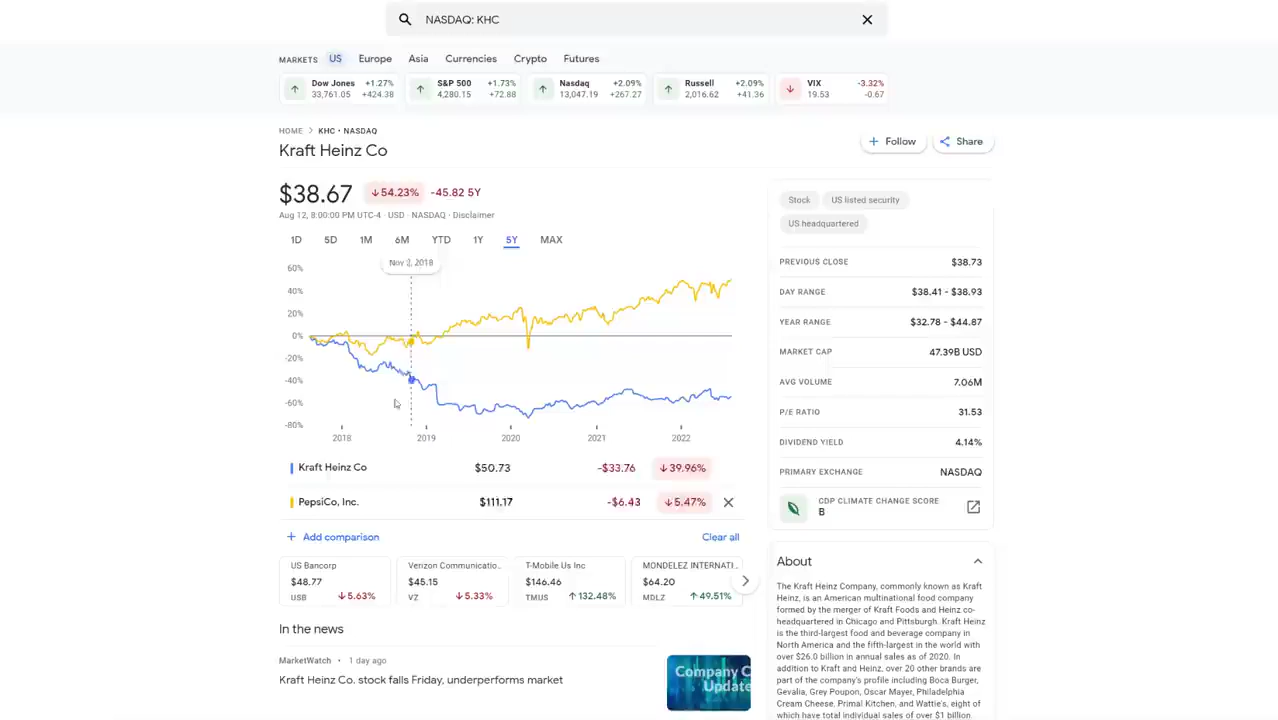 NASDAQ: KHC
MARKETS US Europe Asia Currencies Crypto Futures
Dow Jones +1.27%
33,761.05 +424.38
S&P 500 +1.73%
4,280.15 +72.88
Nasdaq +2.09%
13,047.19 +267.27
Russell +2.09%
2,016.62 +41.36
VIX -3.32%
19.53 -0.67
HOME KHC • NASDAQ
Kraft Heinz Co
Follow
Share
$38.67 54.23% -45.82 5Y
Aug 12, 8:00:00 PM UTC-4 · USD · NASDAQ · Disclaimer
1D 5D 1M 6M YTD 1Y 5Y MAX
2018
60%
40%
20%
0%
-20%
-40%
-60%
-80%
2018 2019 2020 2021 2022
Kraft Heinz Co $50.73 -$33.76 39.96%
PepsiCo, Inc. $111.17 -$6.43 5.47%
+ Add comparison
Clear all
US Bancorp
$48.77
USB 5.63%
Verizon Communicatio..
$45.15
VZ 5.33%
T-Mobile Us Inc
$146.46
TMUS 132.48%
MONDELEZ INTERNATI..
$64.20
MDLZ 49.51%
In the news
MarketWatch • 1 day ago
Kraft Heinz Co. stock falls Friday, underperforms market
Company C
Update
Stock
US listed security
US headquartered
PREVIOUS CLOSE $38.73
DAY RANGE $38.41 - $38.93
YEAR RANGE $32.78 - $44.87
MARKET CAP 47.39B USD
AVG VOLUME 7.06M
P/E RATIO 31.53
DIVIDEND YIELD 4.14%
PRIMARY EXCHANGE NASDAQ
CDP CLIMATE CHANGE SCORE
B
About
The Kraft Heinz Company, commonly known as Kraft
Heinz, is an American multinational food company
formed by the merger of Kraft Foods and Heinz co-
headquartered in Chicago and Pittsburgh. Kraft Heinz
is the third-largest food and beverage company in
North America and the fifth-largest in the world with
over $26.0 billion in annual sales as of 2020. In
addition to Kraft and Heinz, over 20 other brands are
part of the company's profile including Boca Burger,
Gevalia, Grey Poupon, Oscar Mayer, Philadelphia
Cream Cheese, Primal Kitchen, and Wattie's, eight of
which have total individual sales of over $1 billion.